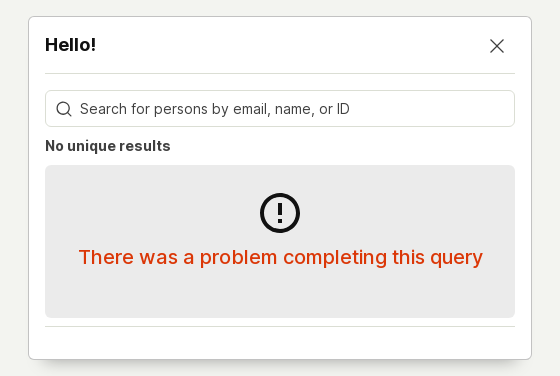 Hello!
Search for persons by email, name, or ID
No unique results
There was a problem completing this query